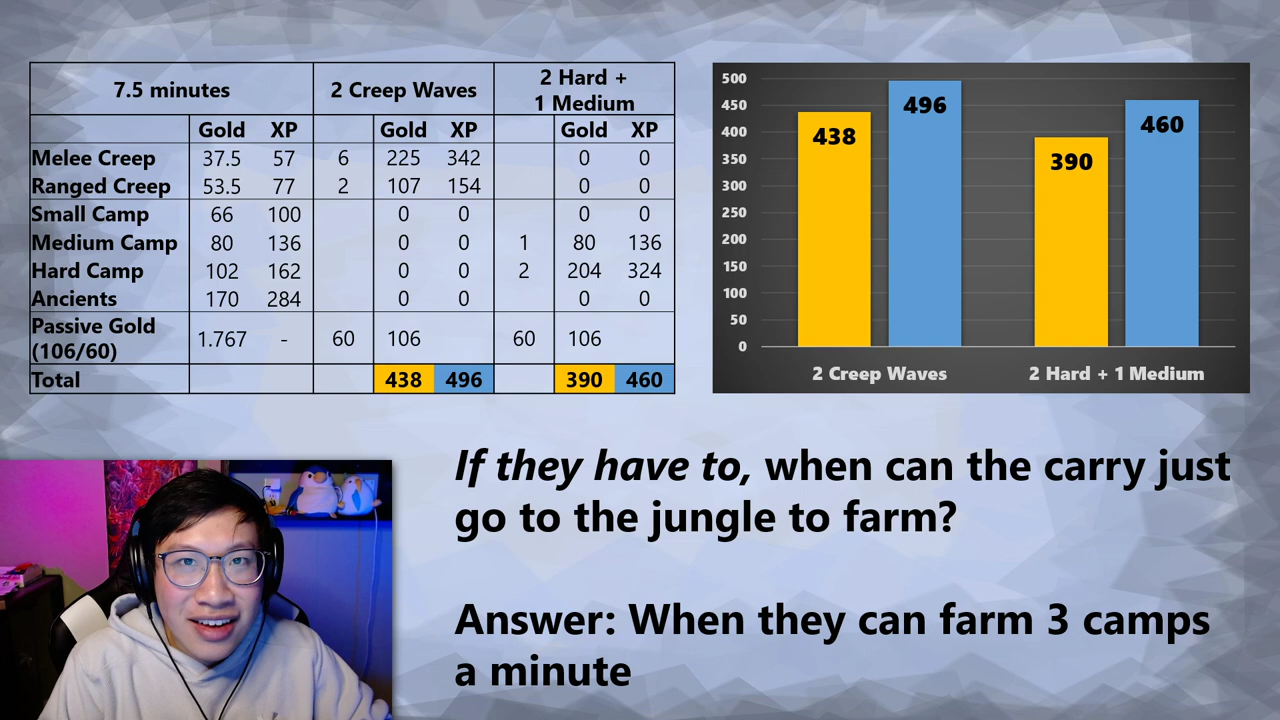 7.5 minutes 2 Creep Waves 2 Hard +
1 Medium
Gold XP Gold XP Gold XP
Melee Creep 37.5 57 6 225 342 0 0
Ranged Creep 53.5 77 2 107 154 0 0
Small Camp 66 100 0 0 0 0
Medium Camp 80 136 0 0 1 80 136
Hard Camp 102 162 0 0 2 204 324
Ancients 170 284 0 0 0 0
Passive Gold
(106/60) 1.767 - 60 106 60 106
Total 438 496 390 460
500
450
400
350
300
250
200
150
100
50
0
438 496 390 460
2 Creep Waves 2 Hard + 1 Medium
If they have to, when can the carry just
go to the jungle to farm?
Answer: When they can farm 3 camps
a minute